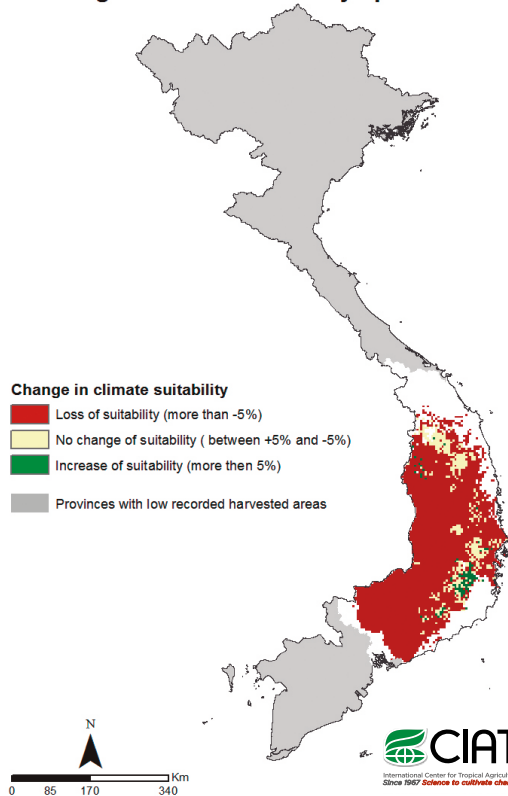 Change in climate suitability
Loss of suitability (more than -5%)
No change of suitability ( between +5% and -5%)
Increase of suitability (more then 5%)
Provinces with low recorded harvested areas
N
Km
0 85 170 340
CIAT
International Center for Tropical Agricul
Since 1967 Science to cultivate cha